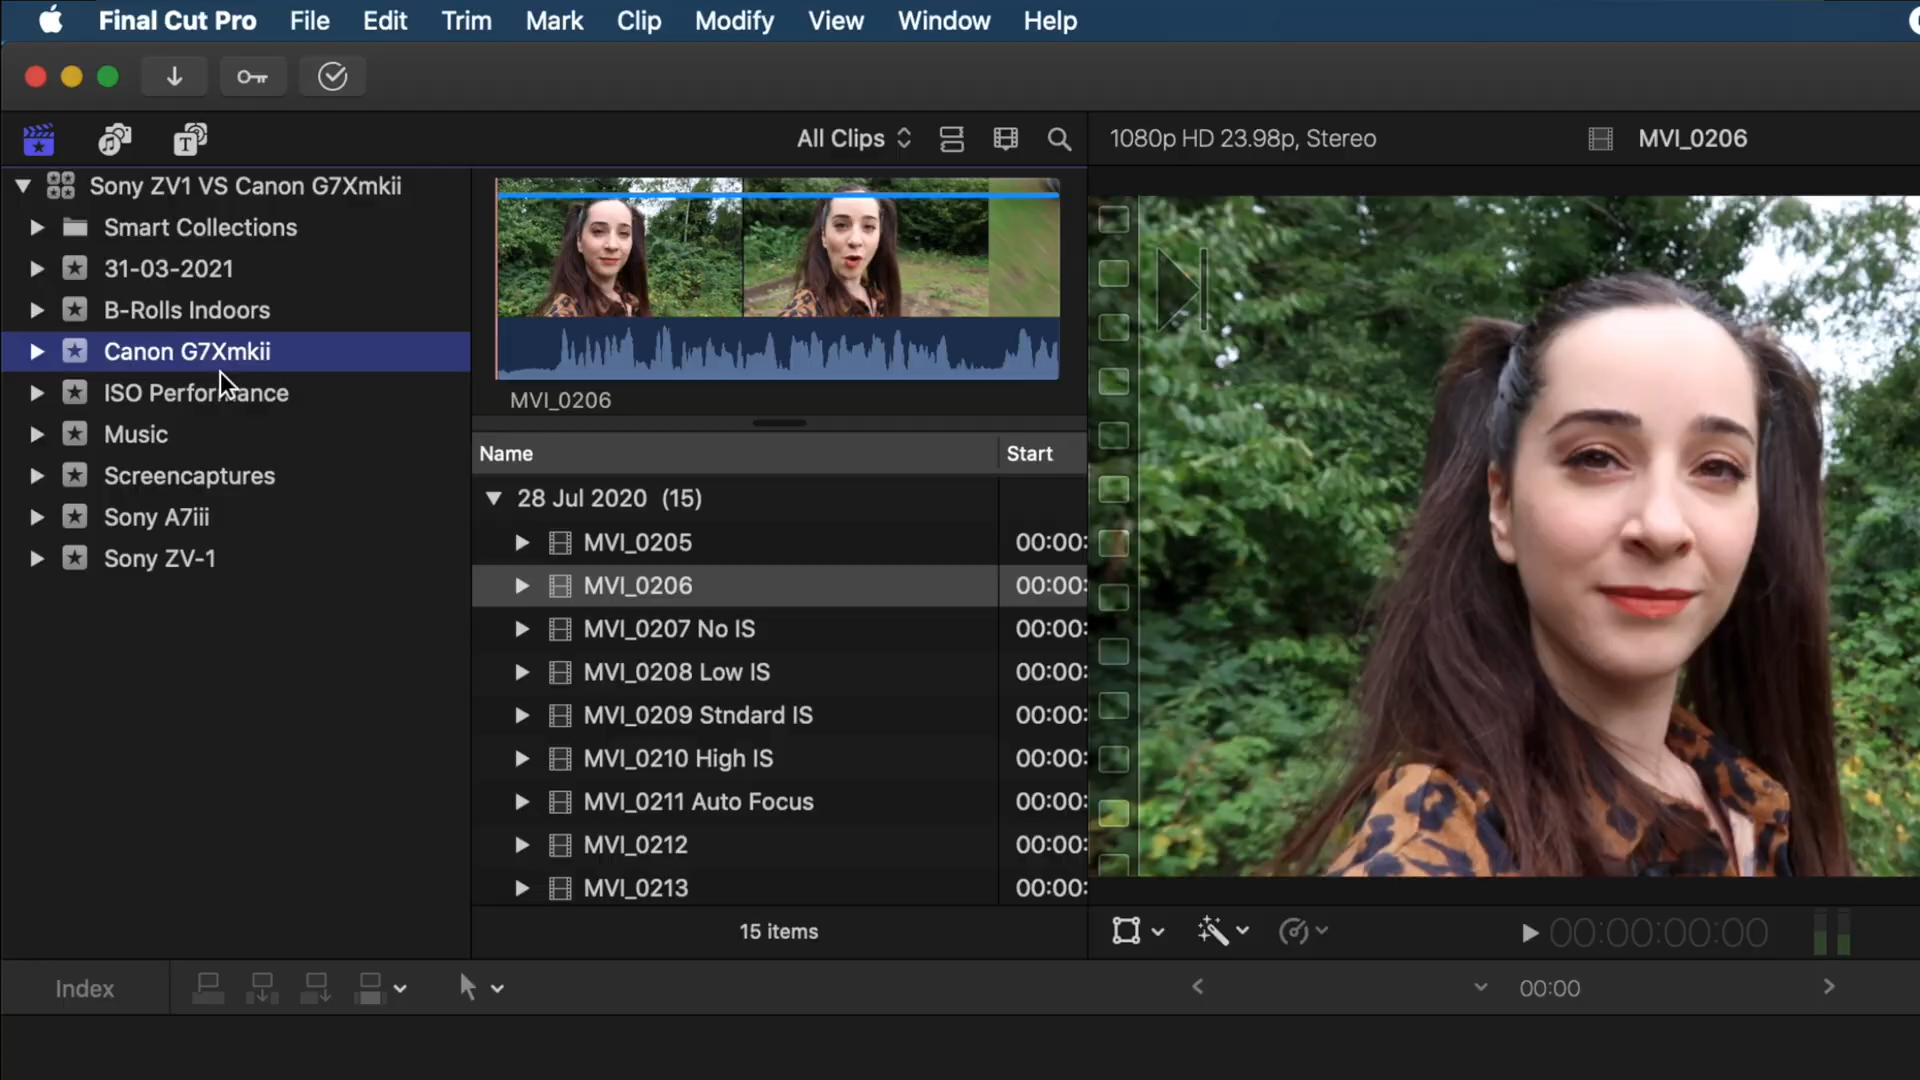 Final Cut Pro File Edit Trim Mark Clip Modify View Window Help
All Clips
1080p HD 23.98p, Stereo
MVI_0206
Sony ZV1 VS Canon G7Xmkii
Smart Collections
31-03-2021
B-Rolls Indoors
Canon G7Xmkii
ISO Performance
Music
Screencaptures
Sony A7iii
Sony ZV-1
MVI_0206
Name Start
28 Jul 2020 (15)
MVI_0205 00:00:
MVI_0206 00:00:
MVI_0207 No IS 00:00:
MVI_0208 Low IS 00:00:
MVI_0209 Stndard IS 00:00:
MVI_0210 High IS 00:00:
MVI_0211 Auto Focus 00:00:
MVI_0212 00:00:
MVI_0213 00:00:
15 items
00:00:00:00
Index
00:00